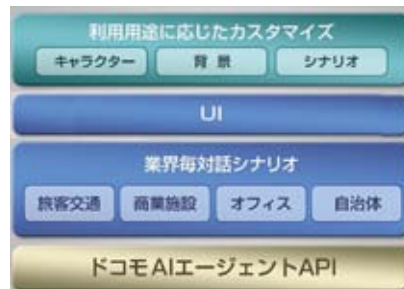 利用用途に応じたカスタマイズ
キャラクター 背景 シナリオ
UI
業界毎対話シナリオ
旅客交通 商業施設 オフィス 自治体
ドコモAIエージェントAPI